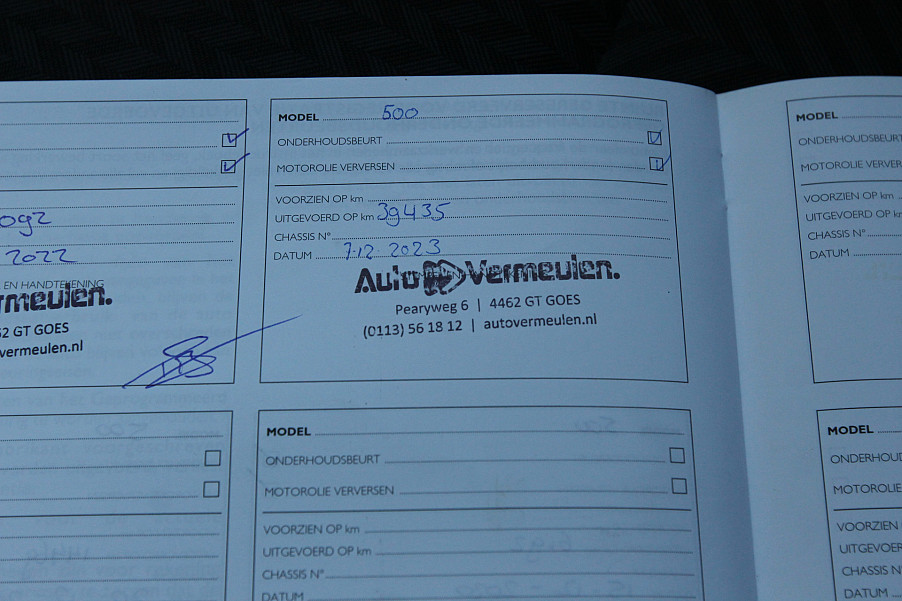 MODEL 500
ONDERHOUDSBEURT
MOTOROLIE VERVERSEN
VOORZIEN OP km
UITGEVOERD OP km 39435
CHASSIS N°
DATUM 7.12 2023
Auto Vermeulen.
Pearyweg 6 | 4462 GT GOES
(0113) 56 18 12 | autovermeulen.nl
2022
EN HANDTEKENING
rmeulen.
62 GT GOES
overmeulen.nl
MODEL
ONDERHOUDSBEURT
MOTOROLIE VERVER
VOORZIEN OP km
UITGEVOERD OP k
CHASSIS N°
DATUM
MODEL
ONDERHOUDSBEURT
MOTOROLIE VERVERSEN
VOORZIEN OP km
UITGEVOERD OP km
CHASSIS N°
DATUM
MODEL
ONDERHOU
MOTOROLIE
VOORZIEN
UITGEVOER
CHASSIS N
DATUM